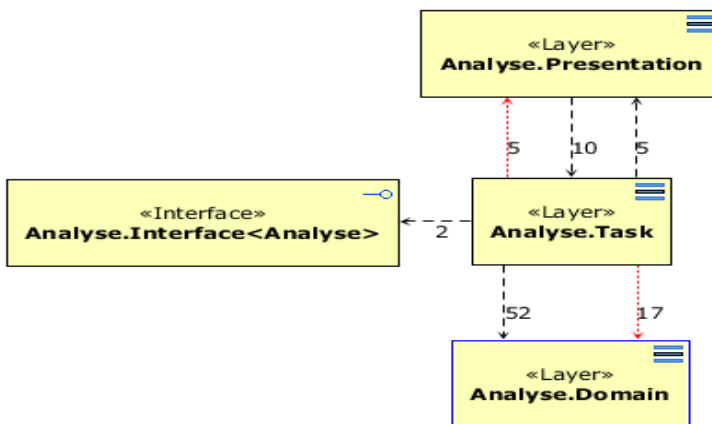 «Layer»
Analyse.Presentation
5
10
5
«Interface»
Analyse.Interface<Analyse>
2
«Layer»
Analyse.Task
52
17
«Layer»
Analyse.Domain